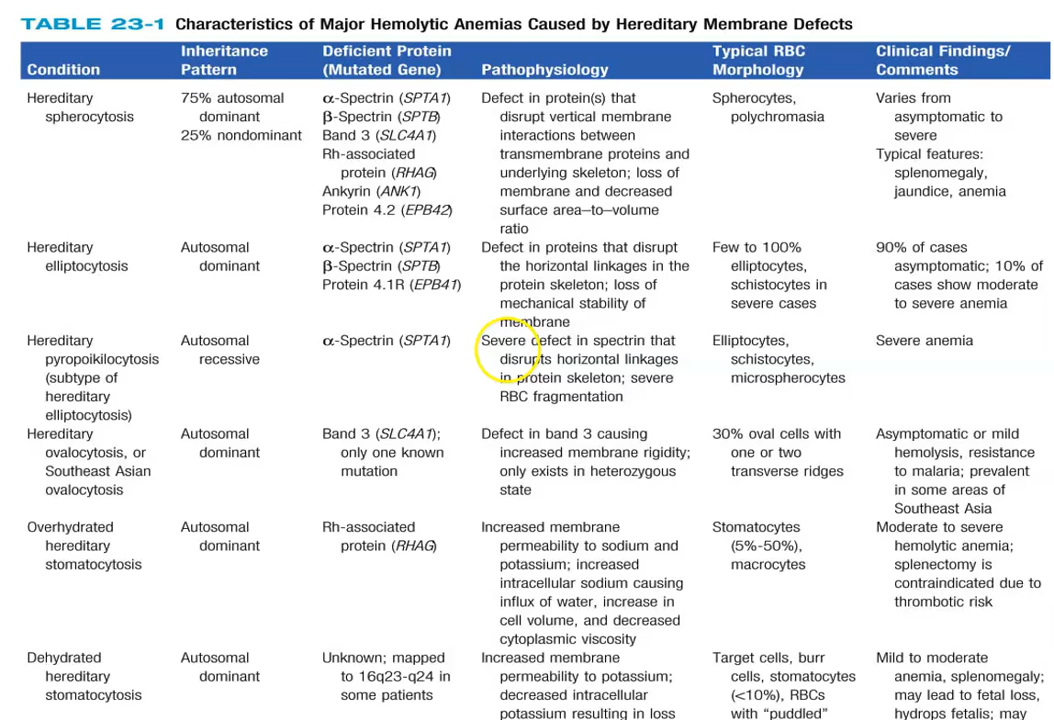 TABLE 23-1 Characteristics of Major Hemolytic Anemias Caused by Hereditary Membrane Defects
Condition
Inheritance
Pattern
Deficient Protein
(Mutated Gene)
Pathophysiology
Typical RBC
Morphology
Clinical Findings/
Comments
Hereditary
spherocytosis
75% autosomal
dominant
25% nondominant
α-Spectrin (SPTA1)
β-Spectrin (SPTB)
Band 3 (SLC4A1)
Rh-associated
protein (RHAG)
Ankyrin (ANK1)
Protein 4.2 (EPB42)
Defect in protein(s) that
disrupt vertical membrane
interactions between
transmembrane proteins and
underlying skeleton; loss of
membrane and decreased
surface area–to–volume
ratio
Spherocytes,
polychromasia
Varies from
asymptomatic to
severe
Typical features:
splenomegaly,
jaundice, anemia
Hereditary
elliptocytosis
Autosomal
dominant
α-Spectrin (SPTA1)
β-Spectrin (SPTB)
Protein 4.1R (EPB41)
Defect in proteins that disrupt
the horizontal linkages in the
protein skeleton; loss of
mechanical stability of
membrane
Few to 100%
elliptocytes,
schistocytes in
severe cases
90% of cases
asymptomatic; 10% of
cases show moderate
to severe anemia
Hereditary
pyropoikilocytosis
(subtype of
hereditary
elliptocytosis)
Autosomal
recessive
α-Spectrin (SPTA1)
Severe defect in spectrin that
disrupts horizontal linkages
in protein skeleton; severe
RBC fragmentation
Elliptocytes,
schistocytes,
microspherocytes
Severe anemia
Hereditary
ovalocytosis, or
Southeast Asian
ovalocytosis
Autosomal
dominant
Band 3 (SLC4A1);
only one known
mutation
Defect in band 3 causing
increased membrane rigidity;
only exists in heterozygous
state
30% oval cells with
one or two
transverse ridges
Asymptomatic or mild
hemolysis, resistance
to malaria; prevalent
in some areas of
Southeast Asia
Overhydrated
hereditary
stomatocytosis
Autosomal
dominant
Rh-associated
protein (RHAG)
Increased membrane
permeability to sodium and
potassium; increased
intracellular sodium causing
influx of water, increase in
cell volume, and decreased
cytoplasmic viscosity
Stomatocytes
(5%-50%),
macrocytes
Moderate to severe
hemolytic anemia;
splenectomy is
contraindicated due to
thrombotic risk
Dehydrated
hereditary
stomatocytosis
Autosomal
dominant
Unknown; mapped
to 16q23-q24 in
some patients
Increased membrane
permeability to potassium;
decreased intracellular
potassium resulting in loss
Target cells, burr
cells, stomatocytes
(<10%), RBCs
with “puddled”
Mild to moderate
anemia, splenomegaly;
may lead to fetal loss,
hydrops fetalis; may